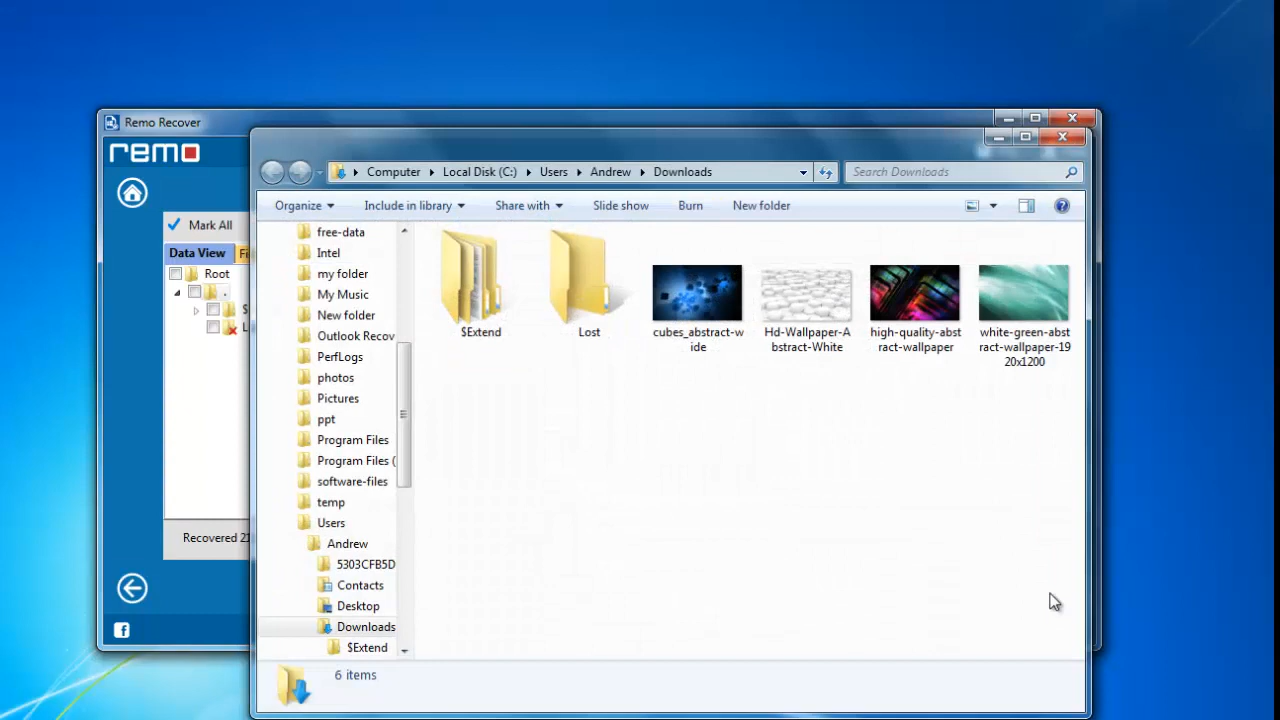 Remo Recover
remo
Computer Local Disk (C:) Users Andrew Downloads
Search Downloads
Organize Include in library Share with Slide show Burn New folder
Mark All
Data View Fi
Root
.
$
L
Recovered 21
free-data
Intel
my folder
My Music
New folder
Outlook Recov
PerfLogs
photos
Pictures
ppt
Program Files
Program Files (
software-files
temp
Users
Andrew
5303CFB5D
Contacts
Desktop
Downloads
$Extend
$Extend
Lost
cubes_abstract-w
ide
Hd-Wallpaper-A
bstract-White
high-quality-abst
ract-wallpaper
white-green-abst
ract-wallpaper-19
20x1200
6 items